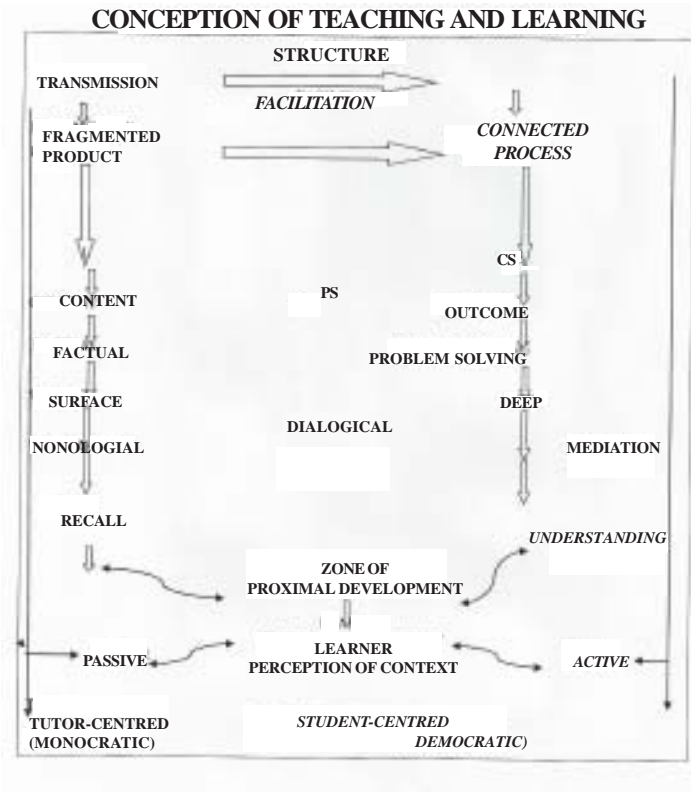 CONCEPTION OF TEACHING AND LEARNING
STRUCTURE
TRANSMISSION
FACILITATION
FRAGMENTED
PRODUCT
CONNECTED
PROCESS
CS
PS
CONTENT
OUTCOME
FACTUAL
PROBLEM SOLVING
SURFACE
DEEP
DIALOGICAL
NONOLOGIAL
MEDIATION
RECALL
UNDERSTANDING
ZONE OF
PROXIMAL DEVELOPMENT
PASSIVE
LEARNER
PERCEPTION OF CONTEXT
ACTIVE
TUTOR-CENTRED
(MONOCRATIC)
STUDENT-CENTRED
DEMOCRATIC)